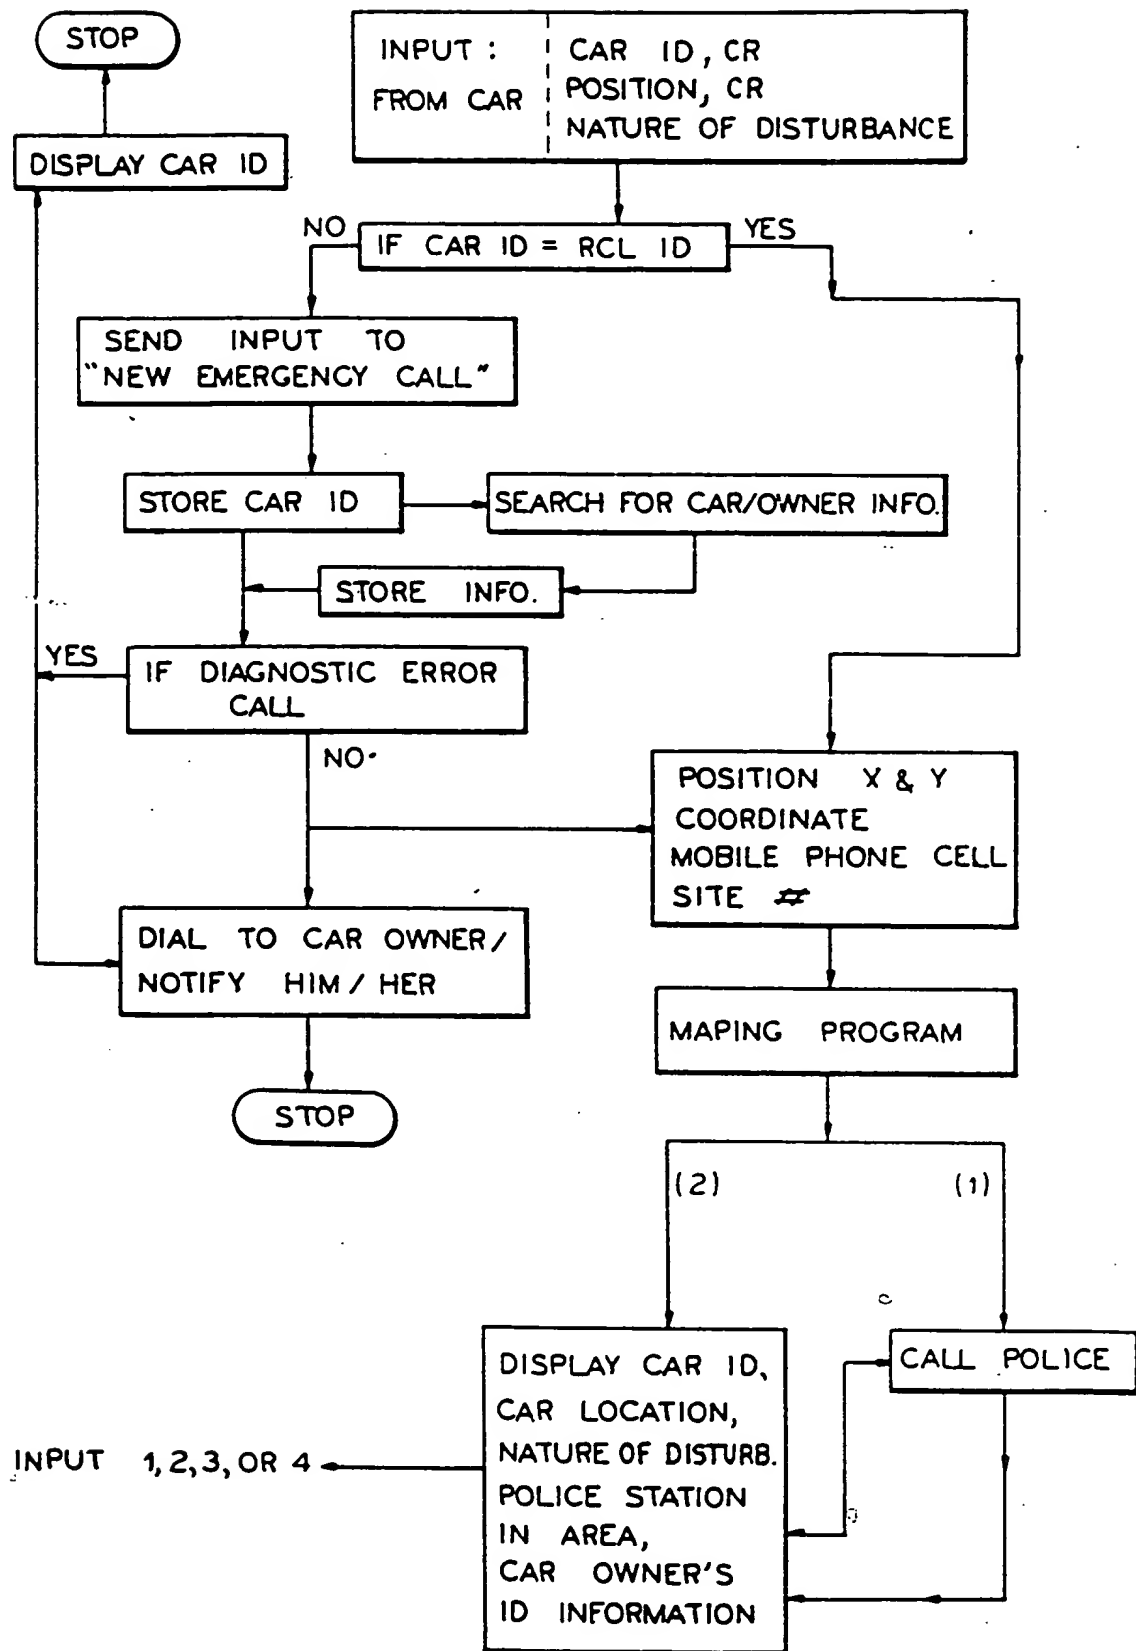 STOP
DISPLAY CAR ID
INPUT :
FROM CAR
CAR ID, CR
POSITION, CR
NATURE OF DISTURBANCE
NO
IF CAR ID = RCL ID
YES
SEND INPUT TO
"NEW EMERGENCY CALL"
STORE CAR ID
SEARCH FOR CAR/OWNER INFO.
STORE INFO.
YES
IF DIAGNOSTIC ERROR
CALL
NO
POSITION X & Y
COORDINATE
MOBILE PHONE CELL
SITE #
DIAL TO CAR OWNER/
NOTIFY HIM/HER
MAPING PROGRAM
STOP
(2)
(1)
CALL POLICE
DISPLAY CAR ID,
CAR LOCATION,
NATURE OF DISTURB.
POLICE STATION
IN AREA,
CAR OWNER'S
ID INFORMATION
INPUT 1,2,3, OR 4